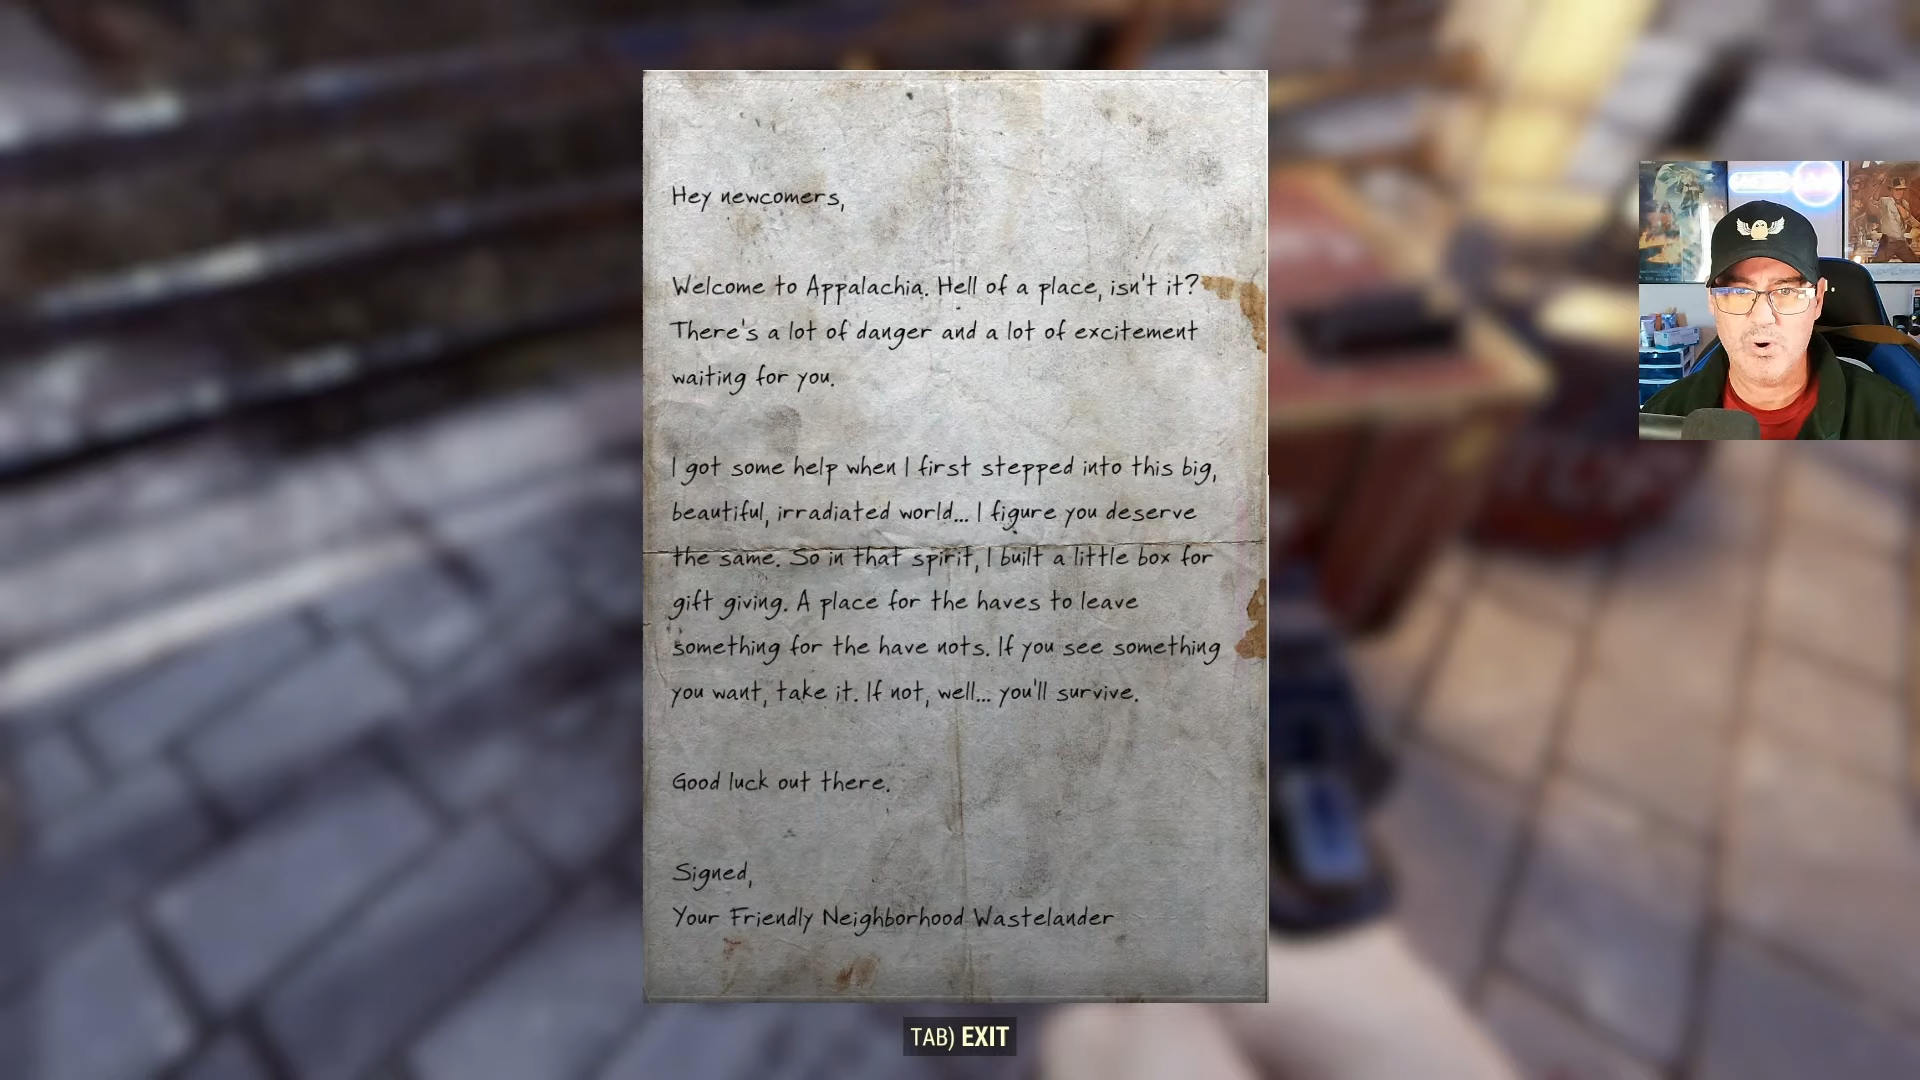 Hey newcomers,
Welcome to Appalachia. Hell of a place, isn't it?
There's a lot of danger and a lot of excitement
waiting for you.
I got some help when I first stepped into this big,
beautiful, irradiated world... I figure you deserve
the same. So in that spirit, I built a little box for
gift giving. A place for the haves to leave
something for the have nots. If you see something
you want, take it. If not, well... you'll survive.
Good luck out there.
Signed,
Your Friendly Neighborhood Wastelander
TAB) EXIT